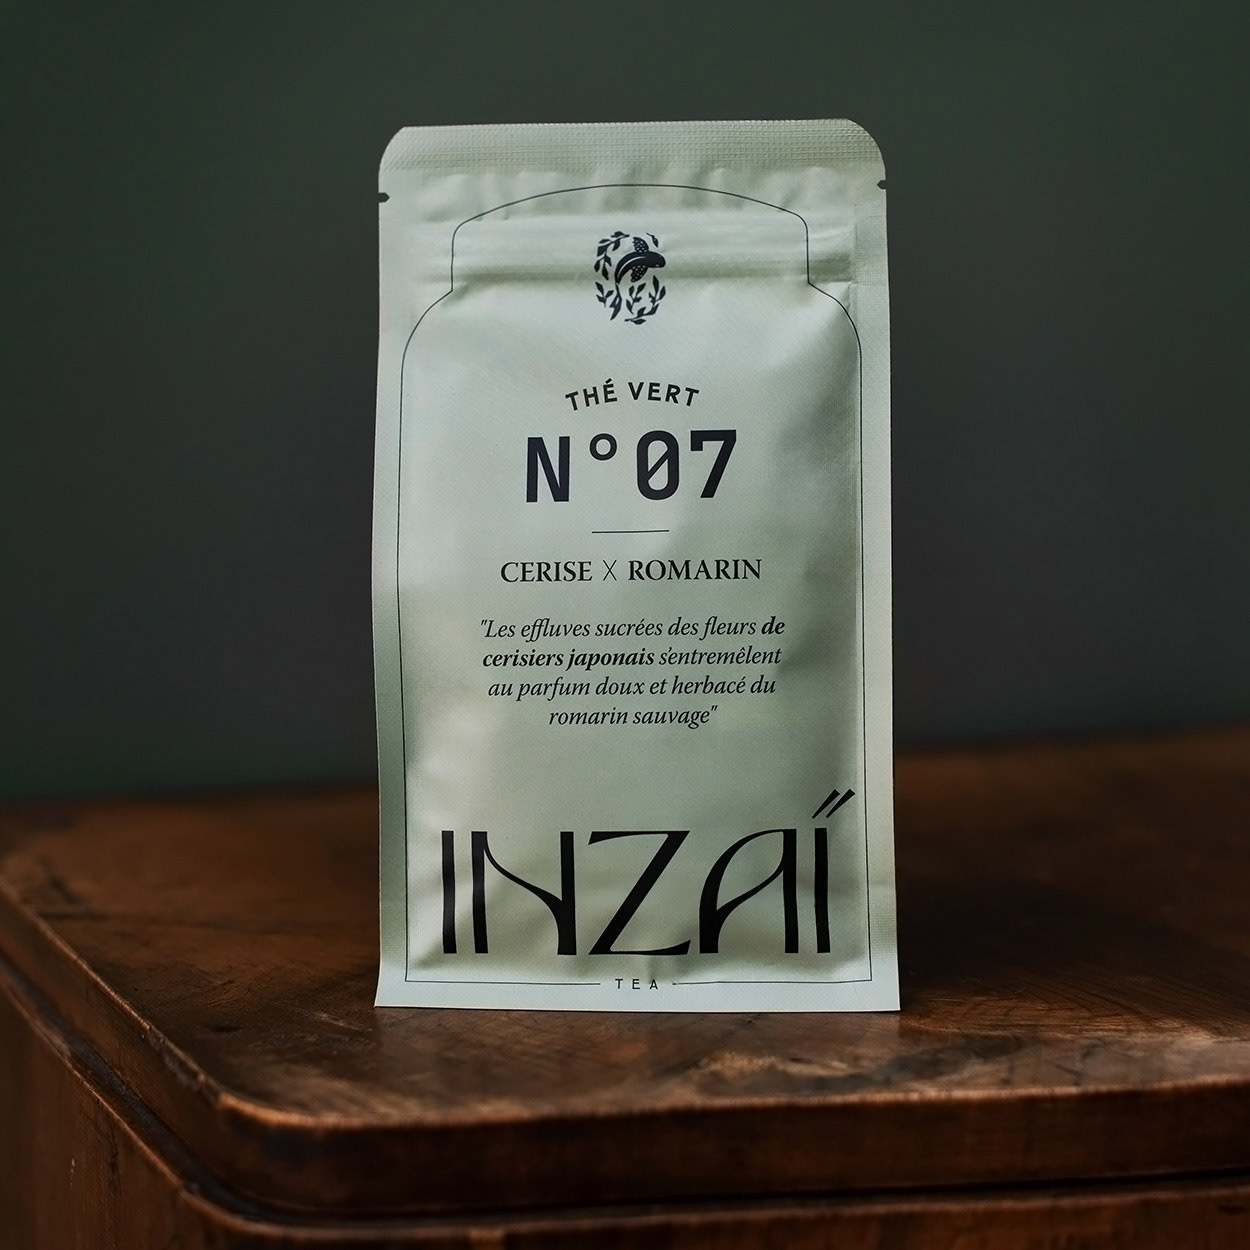 THÉ VERT
N°07
CERISE X ROMARIN
"Les effluves sucrées des fleurs de
cerisiers japonais s'entremêlent
au parfum doux et herbacé du
romarin sauvage"
INZAÏ
TEA